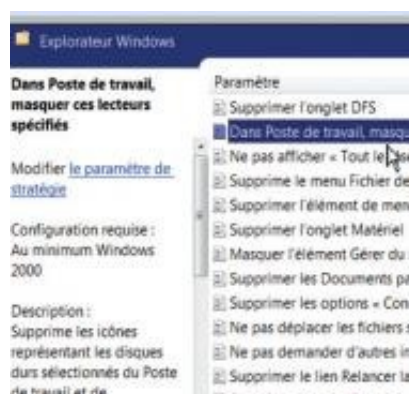 Explorateur Windows
Dans Poste de travail,
masquer ces lecteurs
spécifiés
Modifier le paramètre de
stratégie
Configuration requise :
Au minimum Windows
2000
Description :
Supprime les icônes
représentant les disques
durs sélectionnés du Poste
de travail et de
Paramètre
Supprimer l'onglet DFS
Dans Poste de travail, masqu
Ne pas afficher « Tout le
Supprime le menu Fichier de
Supprimer l'élément de men
Supprimer l'onglet Matériel
Masquer l'élément Gérer du
Supprimer les Documents pa
Supprimer les options « Con
Ne pas déplacer les fichiers s
Ne pas demander d'autres in
Supprimer le lien Relancer la